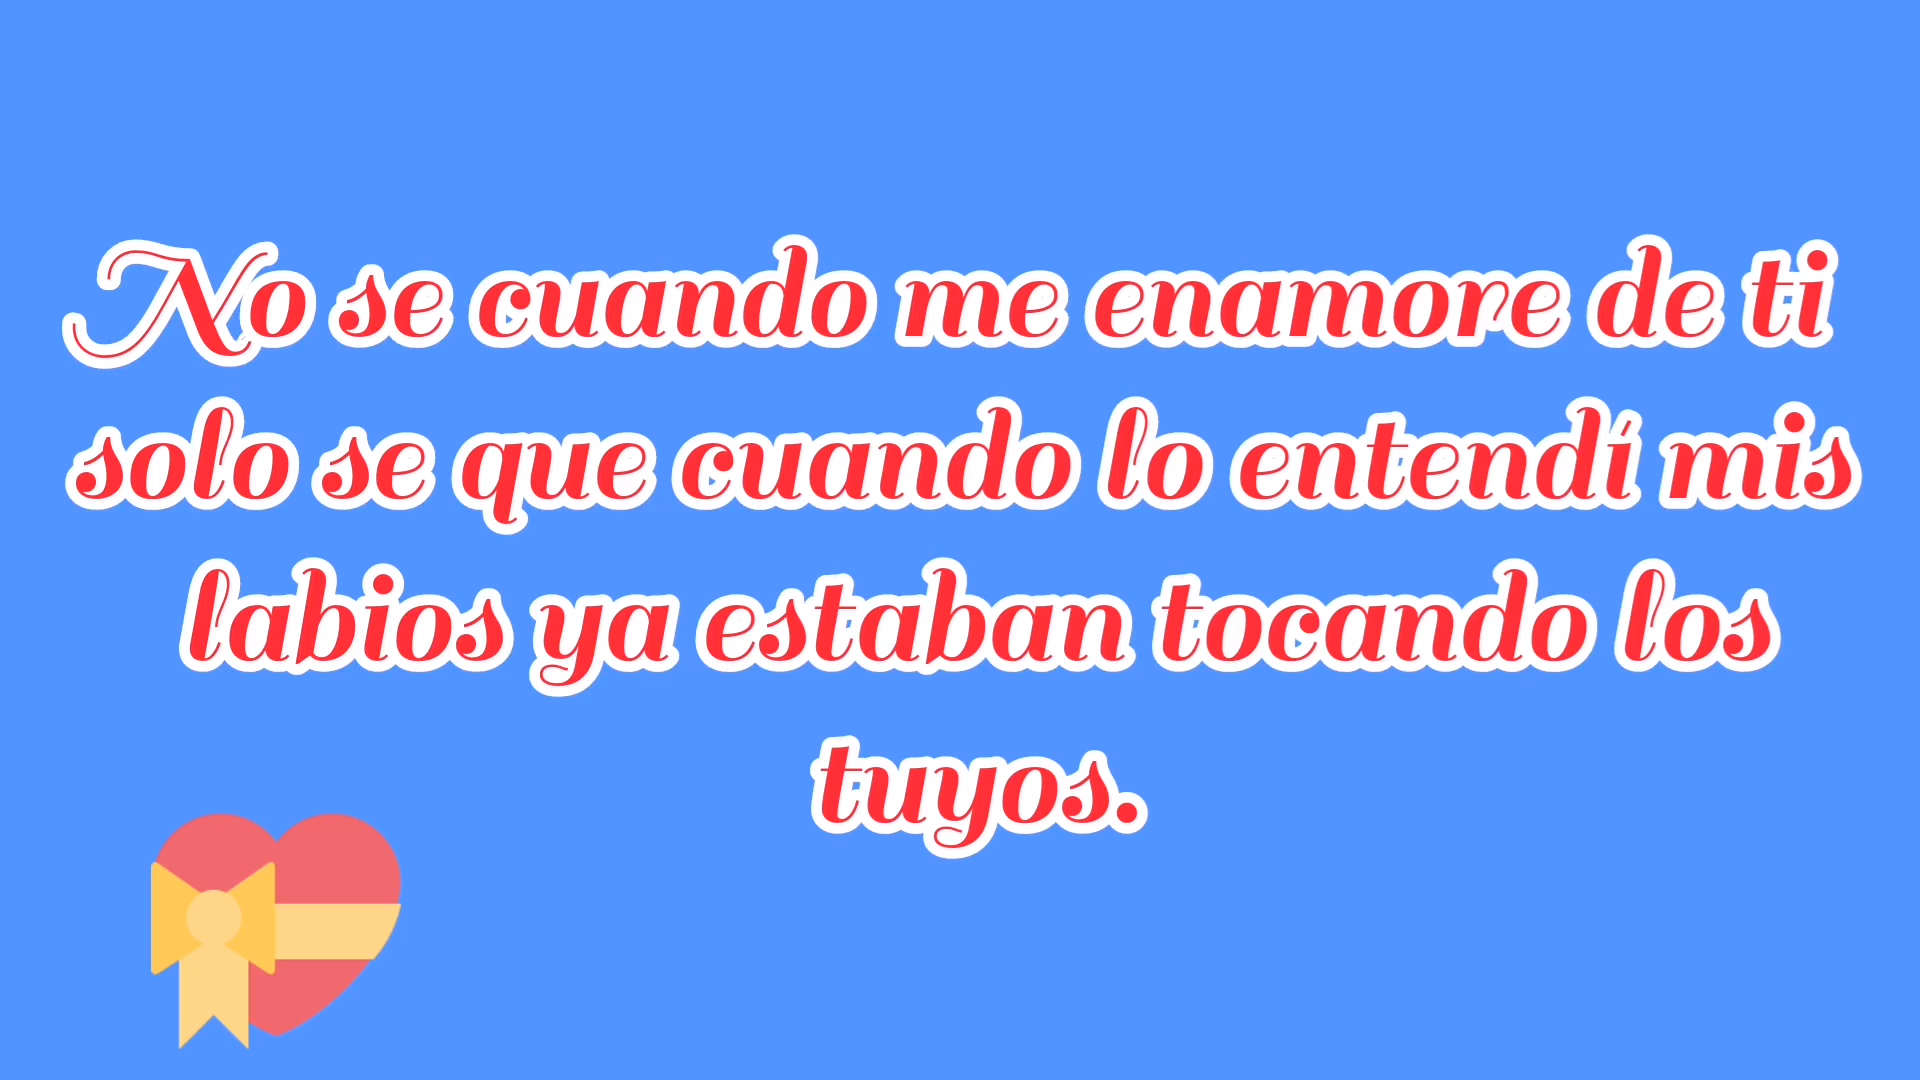 No se cuando me enamore de ti
solo se que cuando lo entendí mis
labios ya estaban tocando los
tuyos.